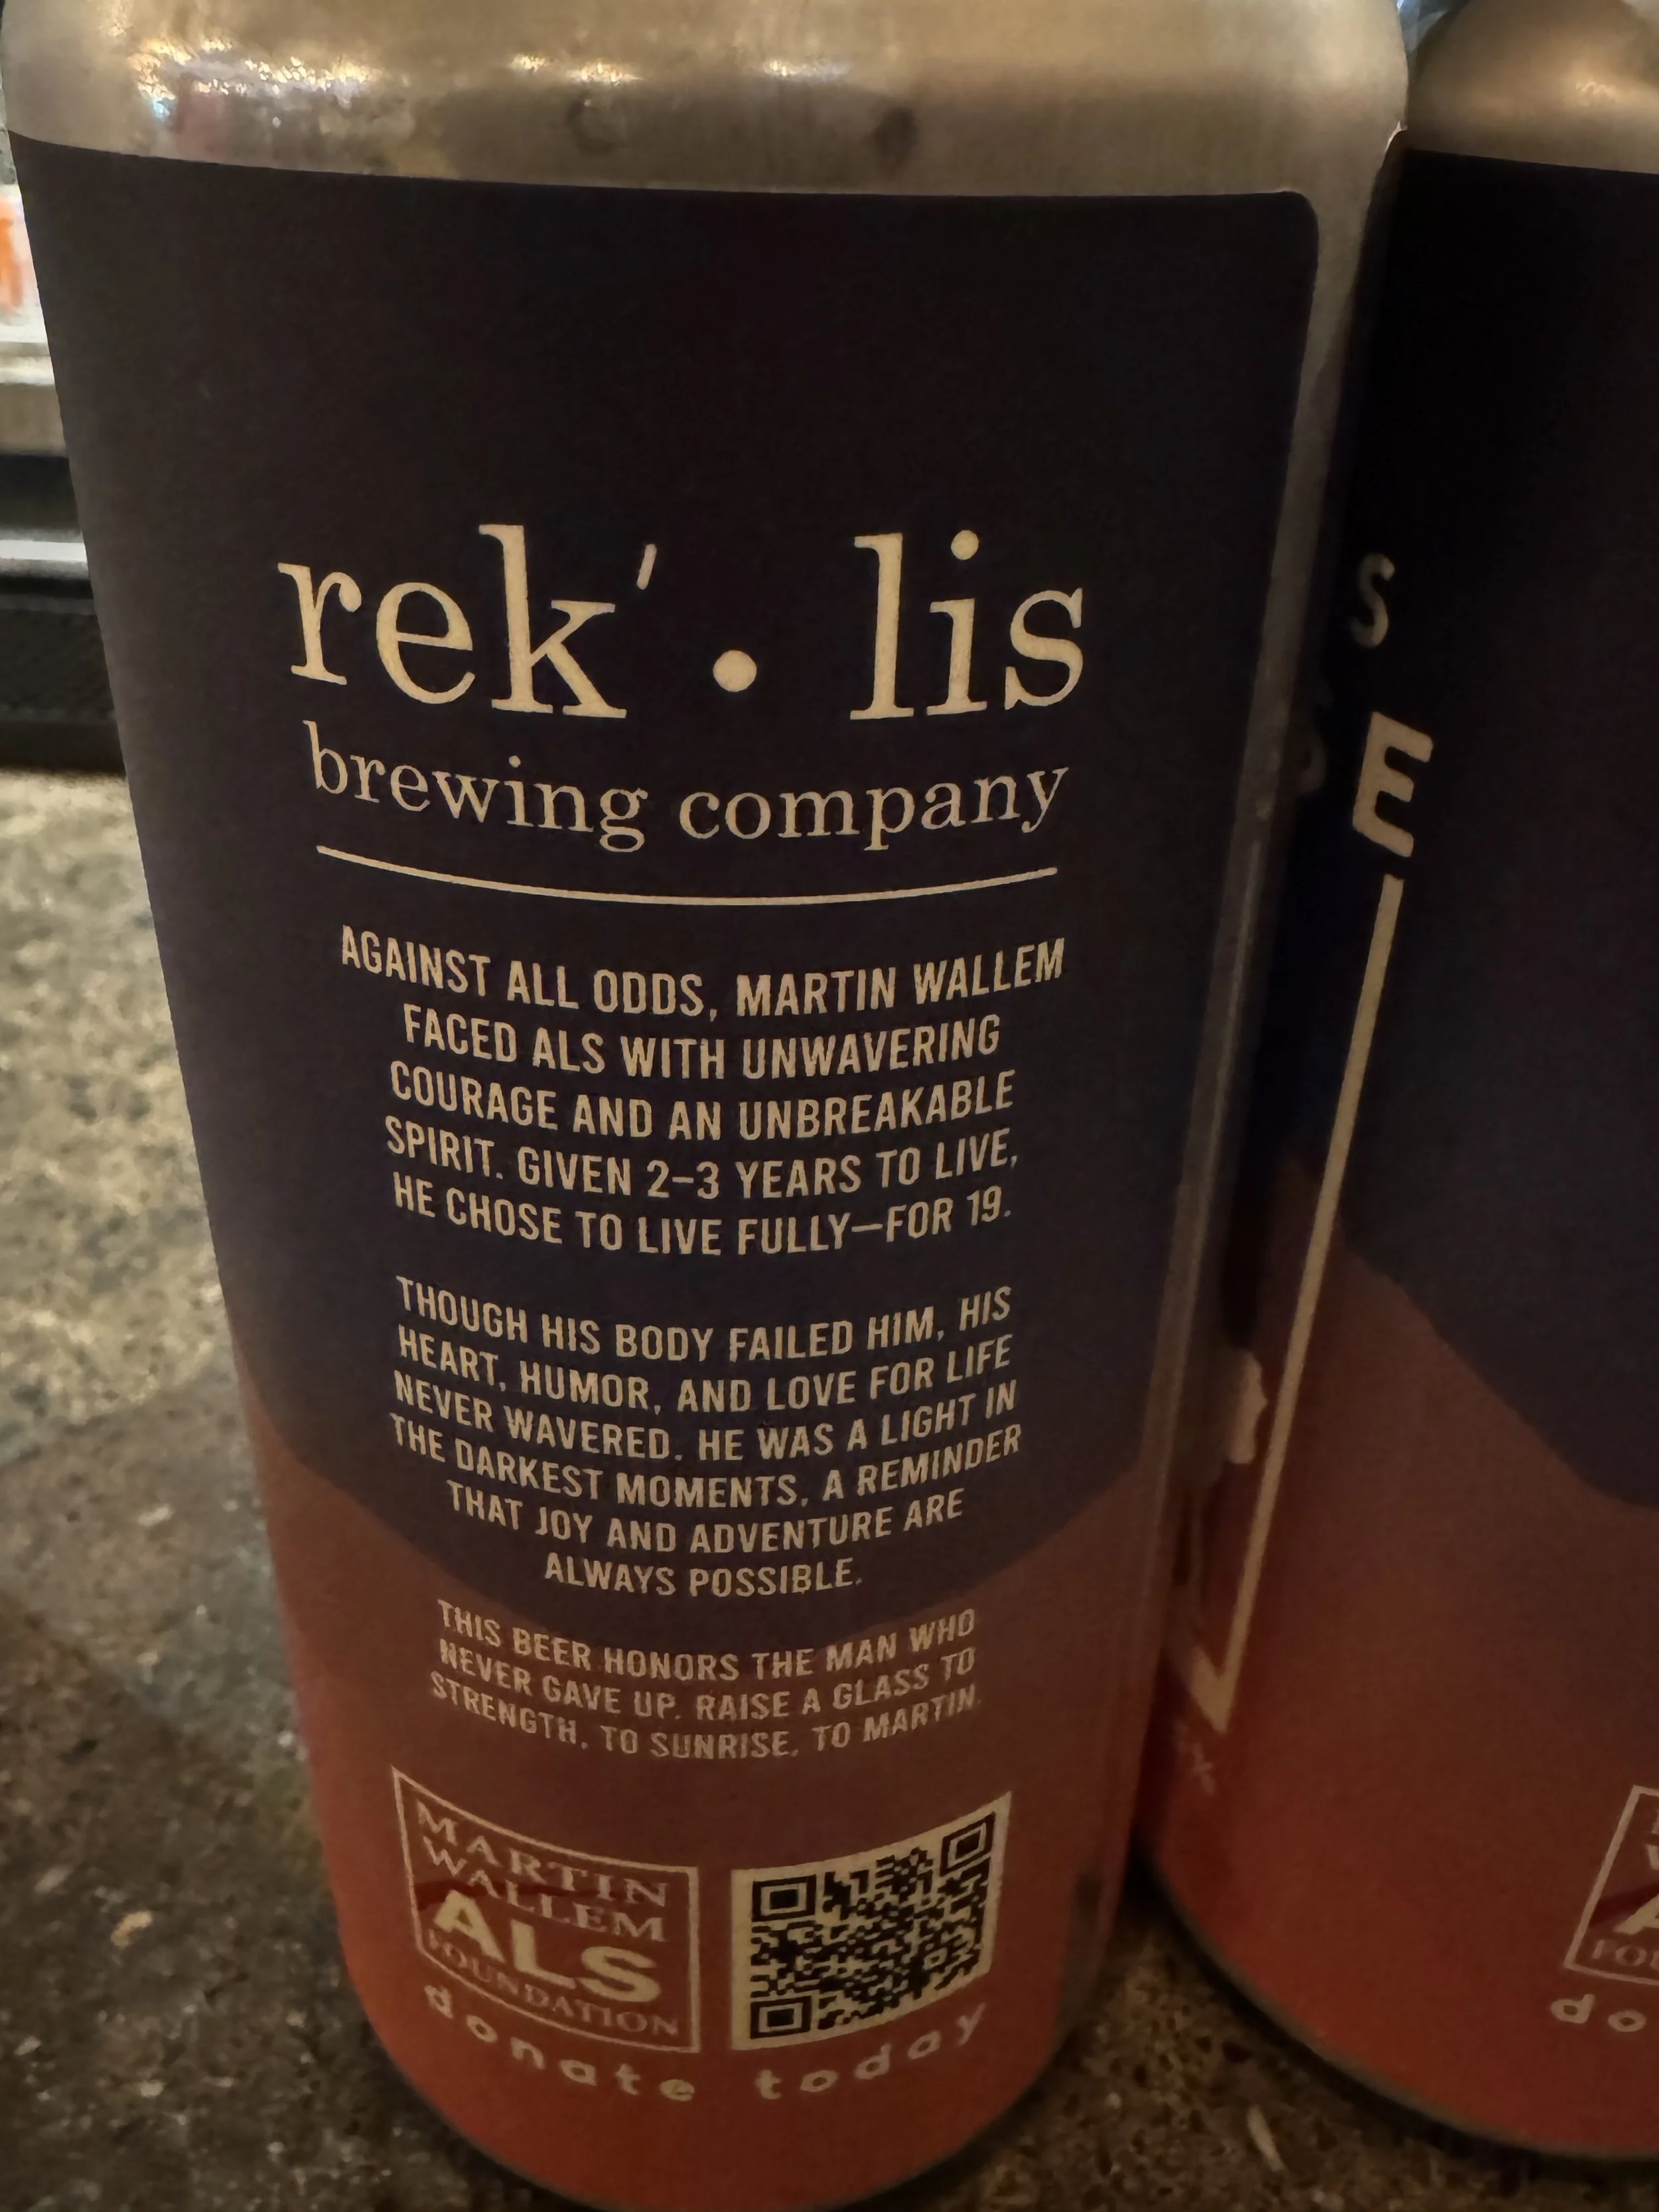 rek' • lis
brewing company
AGAINST ALL ODDS, MARTIN WALLEM
FACED ALS WITH UNWAVERING
COURAGE AND AN UNBREAKABLE
SPIRIT. GIVEN 2-3 YEARS TO LIVE,
HE CHOSE TO LIVE FULLY—FOR 19.
THOUGH HIS BODY FAILED HIM, HIS
HEART, HUMOR, AND LOVE FOR LIFE
NEVER WAVERED. HE WAS A LIGHT IN
THE DARKEST MOMENTS, A REMINDER
THAT JOY AND ADVENTURE ARE
ALWAYS POSSIBLE.
THIS BEER HONORS THE MAN WHO
NEVER GAVE UP. RAISE A GLASS TO
STRENGTH. TO SUNRISE. TO MARTIN.
MARTIN
WALLEM
ALS
FOUNDATION
donate today
S
E
do